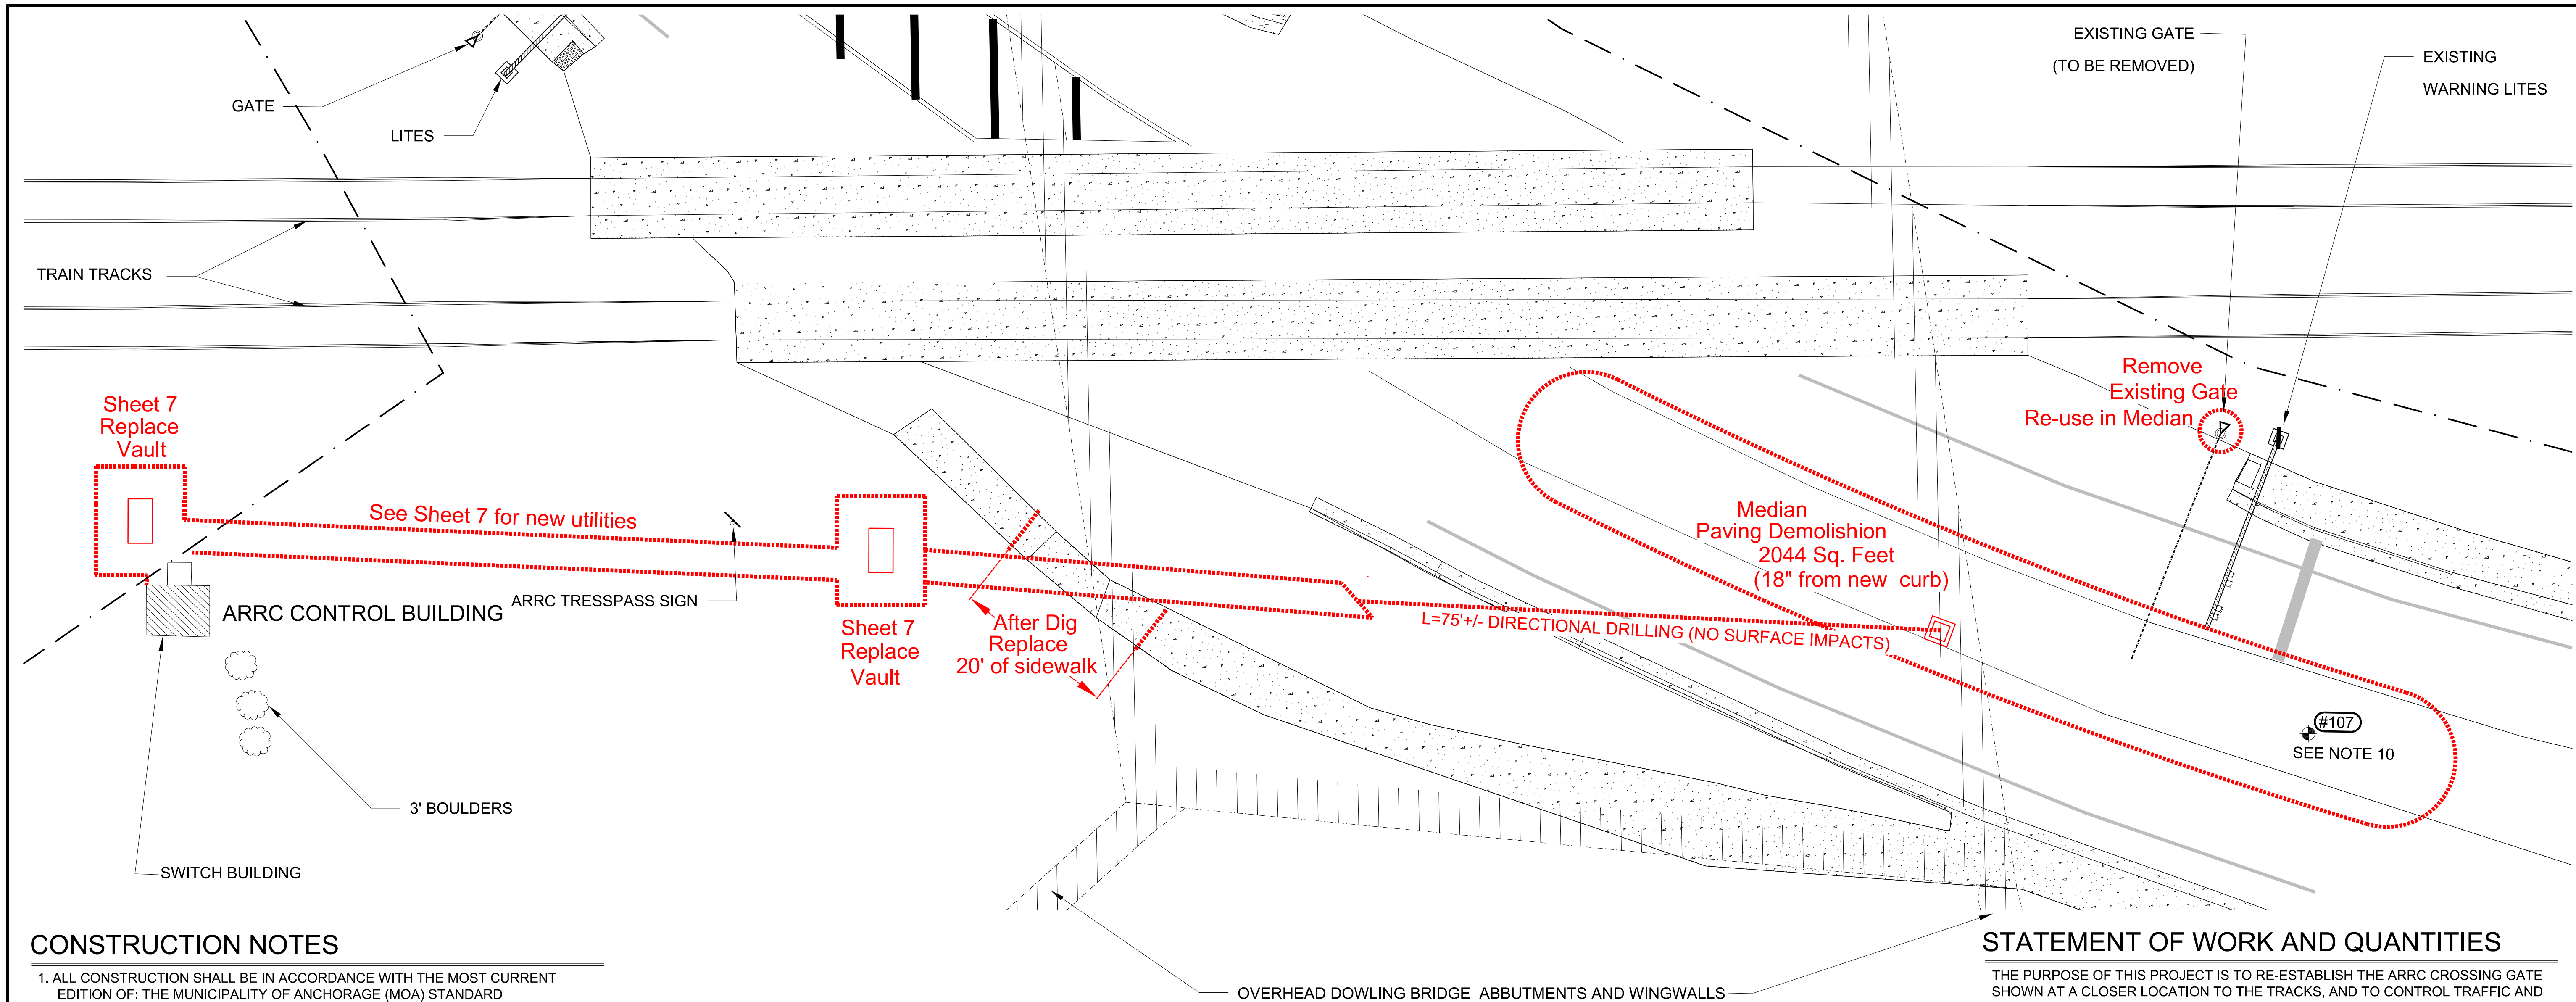 EXISTING GATE
(TO BE REMOVED)
EXISTING
WARNING LITES
GATE
LITES
TRAIN TRACKS
Remove
Existing Gate
Re-use in Median
Sheet 7
Replace
Vault
See Sheet 7 for new utilities
Median
Paving Demolishion
2044 Sq. Feet
(18" from new curb)
ARRC CONTROL BUILDING
ARRC TRESSPASS SIGN
Sheet 7
Replace
Vault
After Dig
Replace
20' of sidewalk
L=75'+/- DIRECTIONAL DRILLING (NO SURFACE IMPACTS)
#107
SEE NOTE 10
3' BOULDERS
SWITCH BUILDING
CONSTRUCTION NOTES
1. ALL CONSTRUCTION SHALL BE IN ACCORDANCE WITH THE MOST CURRENT
EDITION OF: THE MUNICIPALITY OF ANCHORAGE (MOA) STANDARD
OVERHEAD DOWLING BRIDGE ABBUTMENTS AND WINGWALLS
STATEMENT OF WORK AND QUANTITIES
THE PURPOSE OF THIS PROJECT IS TO RE-ESTABLISH THE ARRC CROSSING GATE
SHOWN AT A CLOSER LOCATION TO THE TRACKS, AND TO CONTROL TRAFFIC AND